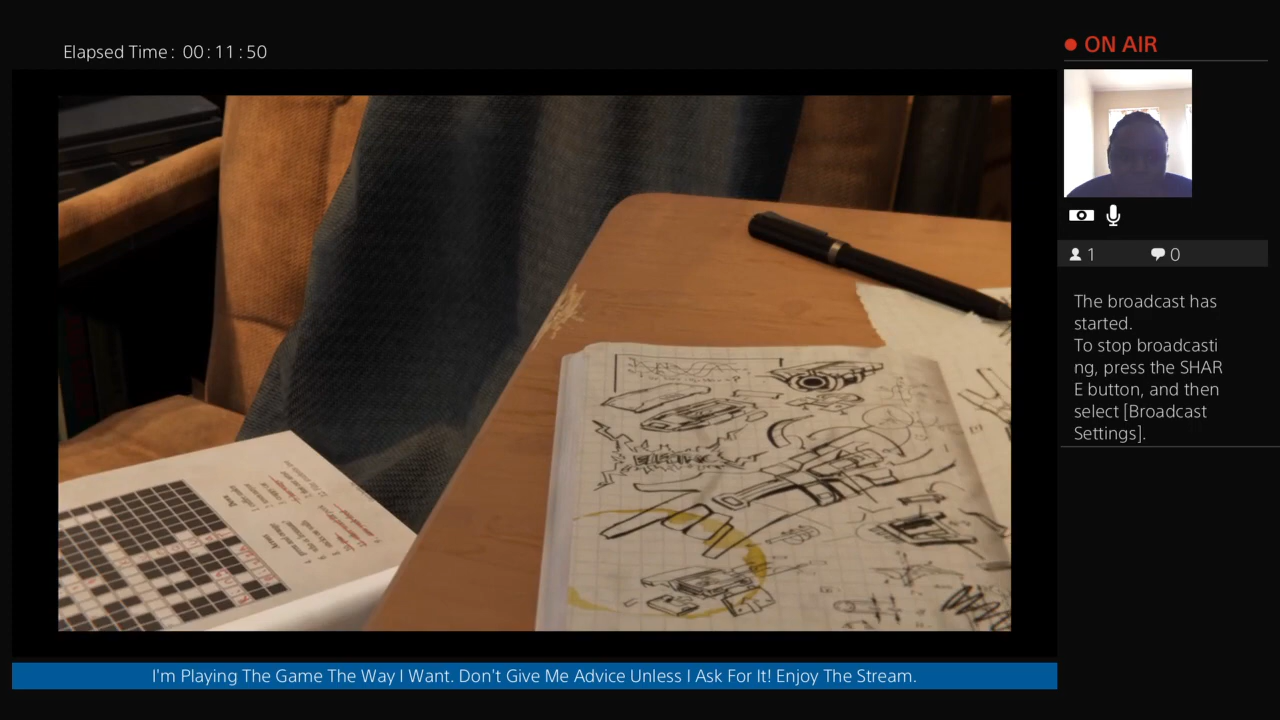 Elapsed Time: 00:11:50
ON AIR
1
0
The broadcast has
started.
To stop broadcasti
ng, press the SHAR
E button, and then
select [Broadcast
Settings].
I'm Playing The Game The Way I Want. Don't Give Me Advice Unless I Ask For It! Enjoy The Stream.